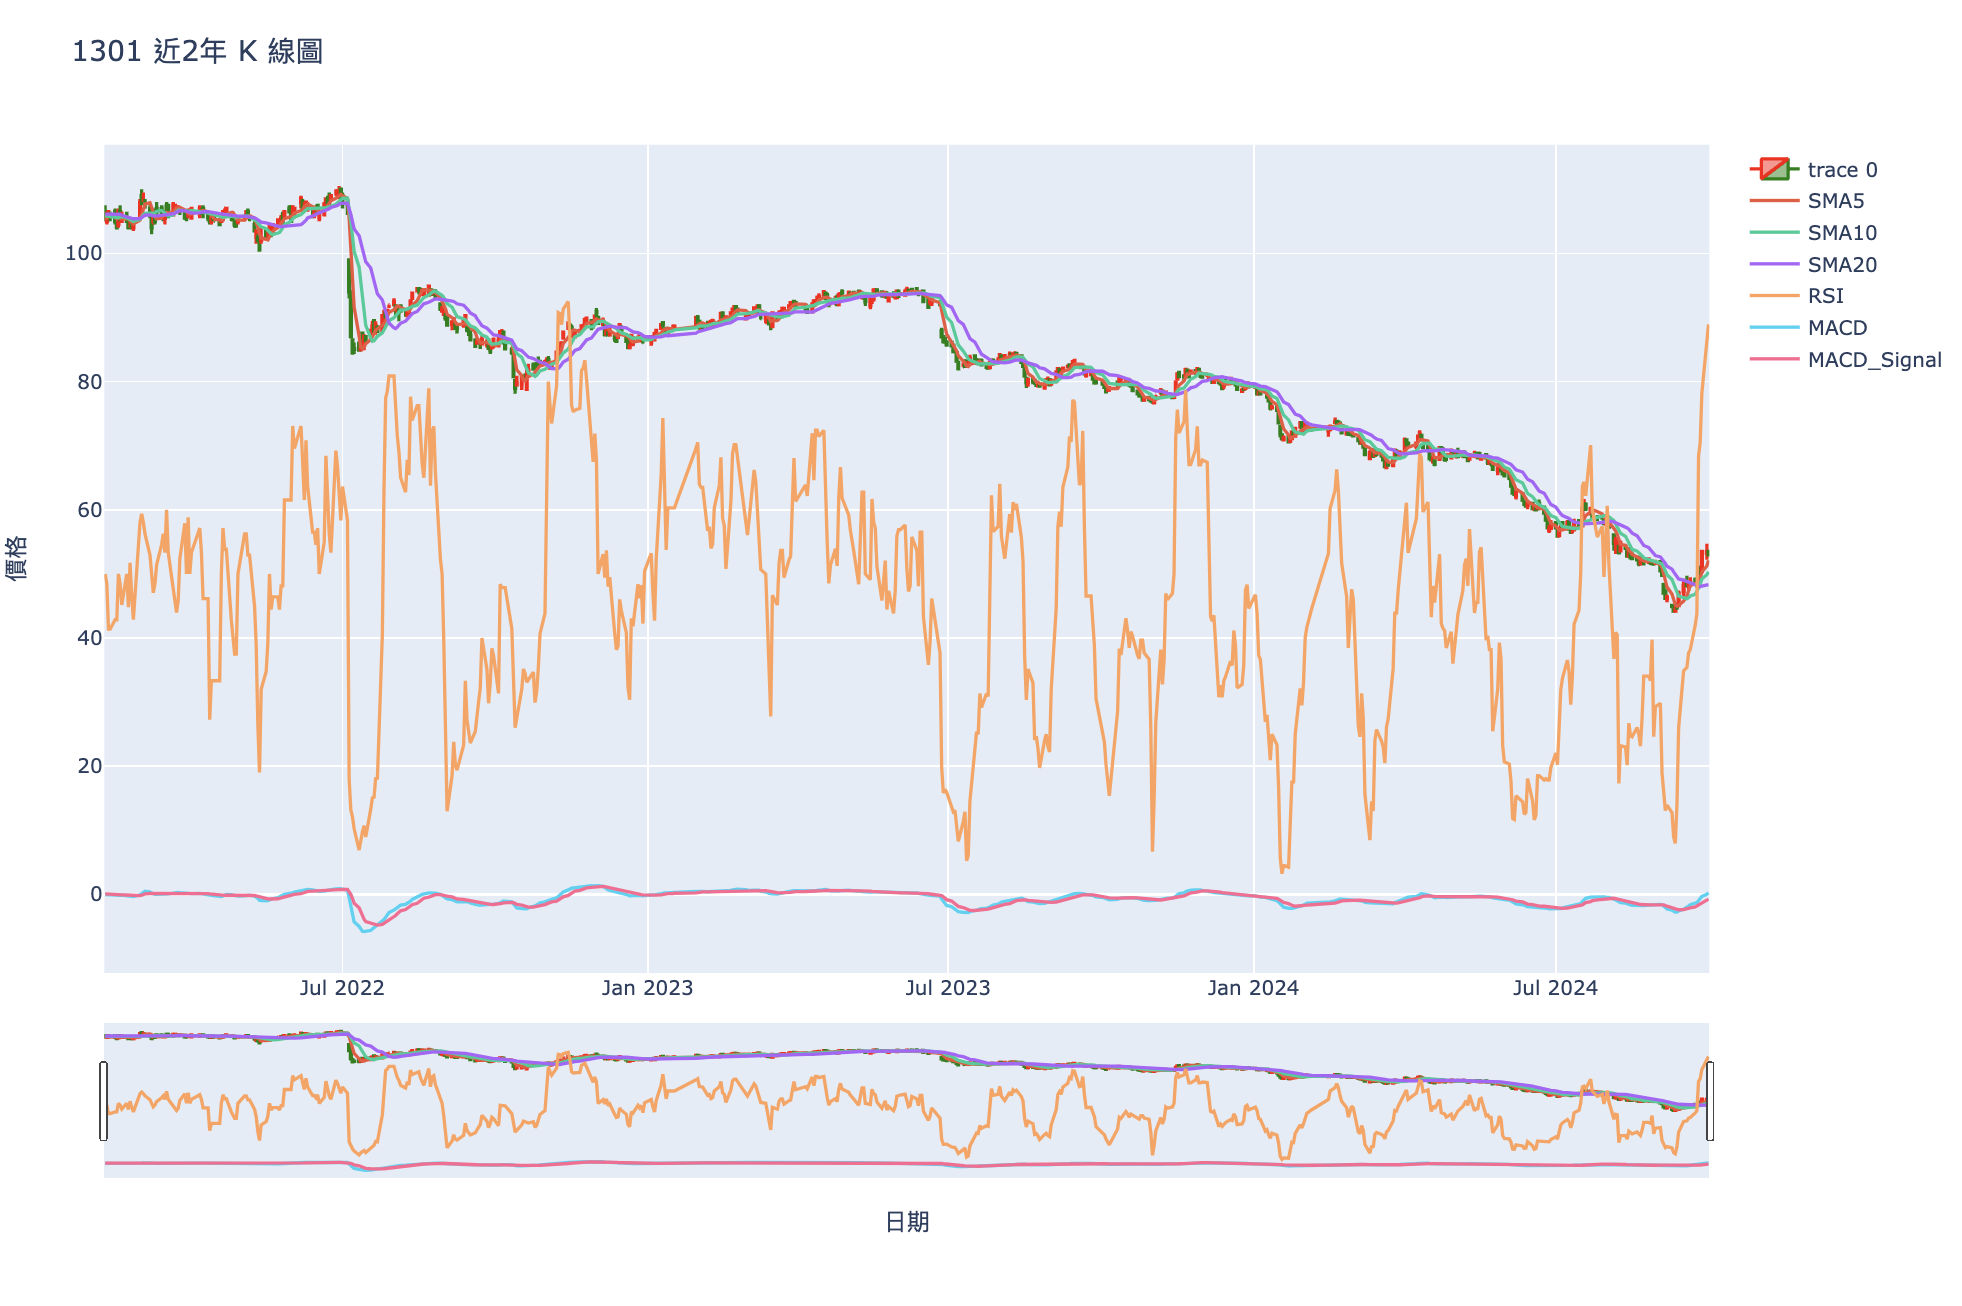 1301 近2年 K 線圖
trace 0
SMA5
SMA10
SMA20
RSI
MACD
MACD_Signal
價格
100
80
60
40
20
0
Jul 2022
Jan 2023
Jul 2023
Jan 2024
Jul 2024
日期